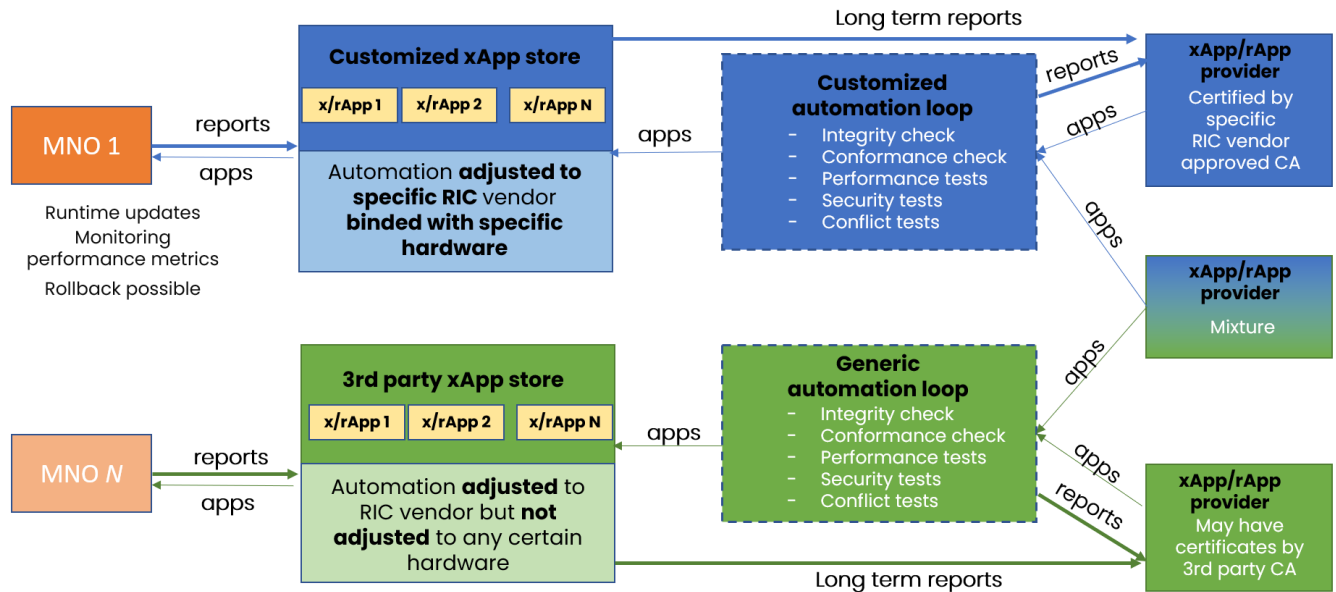 Long term reports
Customized xApp store
x/rApp 1
x/rApp 2
x/rApp N
Automation adjusted to
specific RIC vendor
binded with specific
hardware
MNO 1
reports
apps
Runtime updates
Monitoring
performance metrics
Rollback possible
apps
Customized
automation loop
- Integrity check
- Conformance check
- Performance tests
- Security tests
- Conflict tests
reports
apps
apps
xApp/rApp
provider
Certified by
specific
RIC vendor
approved CA
xApp/rApp
provider
Mixture
3rd party xApp store
x/rApp 1
x/rApp 2
x/rApp N
Automation adjusted to
RIC vendor but not
adjusted to any certain
hardware
MNO N
reports
apps
apps
Generic
automation loop
- Integrity check
- Conformance check
- Performance tests
- Security tests
- Conflict tests
apps
apps
reports
xApp/rApp
provider
May have
certificates by
3rd party CA
Long term reports